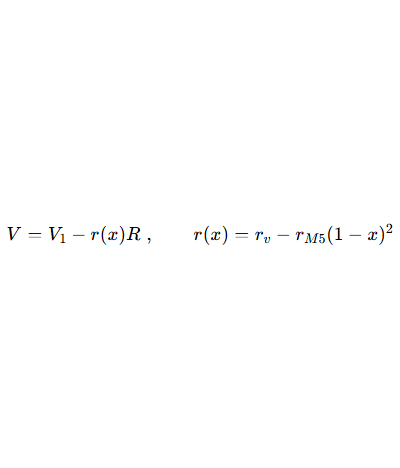 V = V_1 − r(x)R , r(x) = r_v − r_{M5}(1 − x)^2